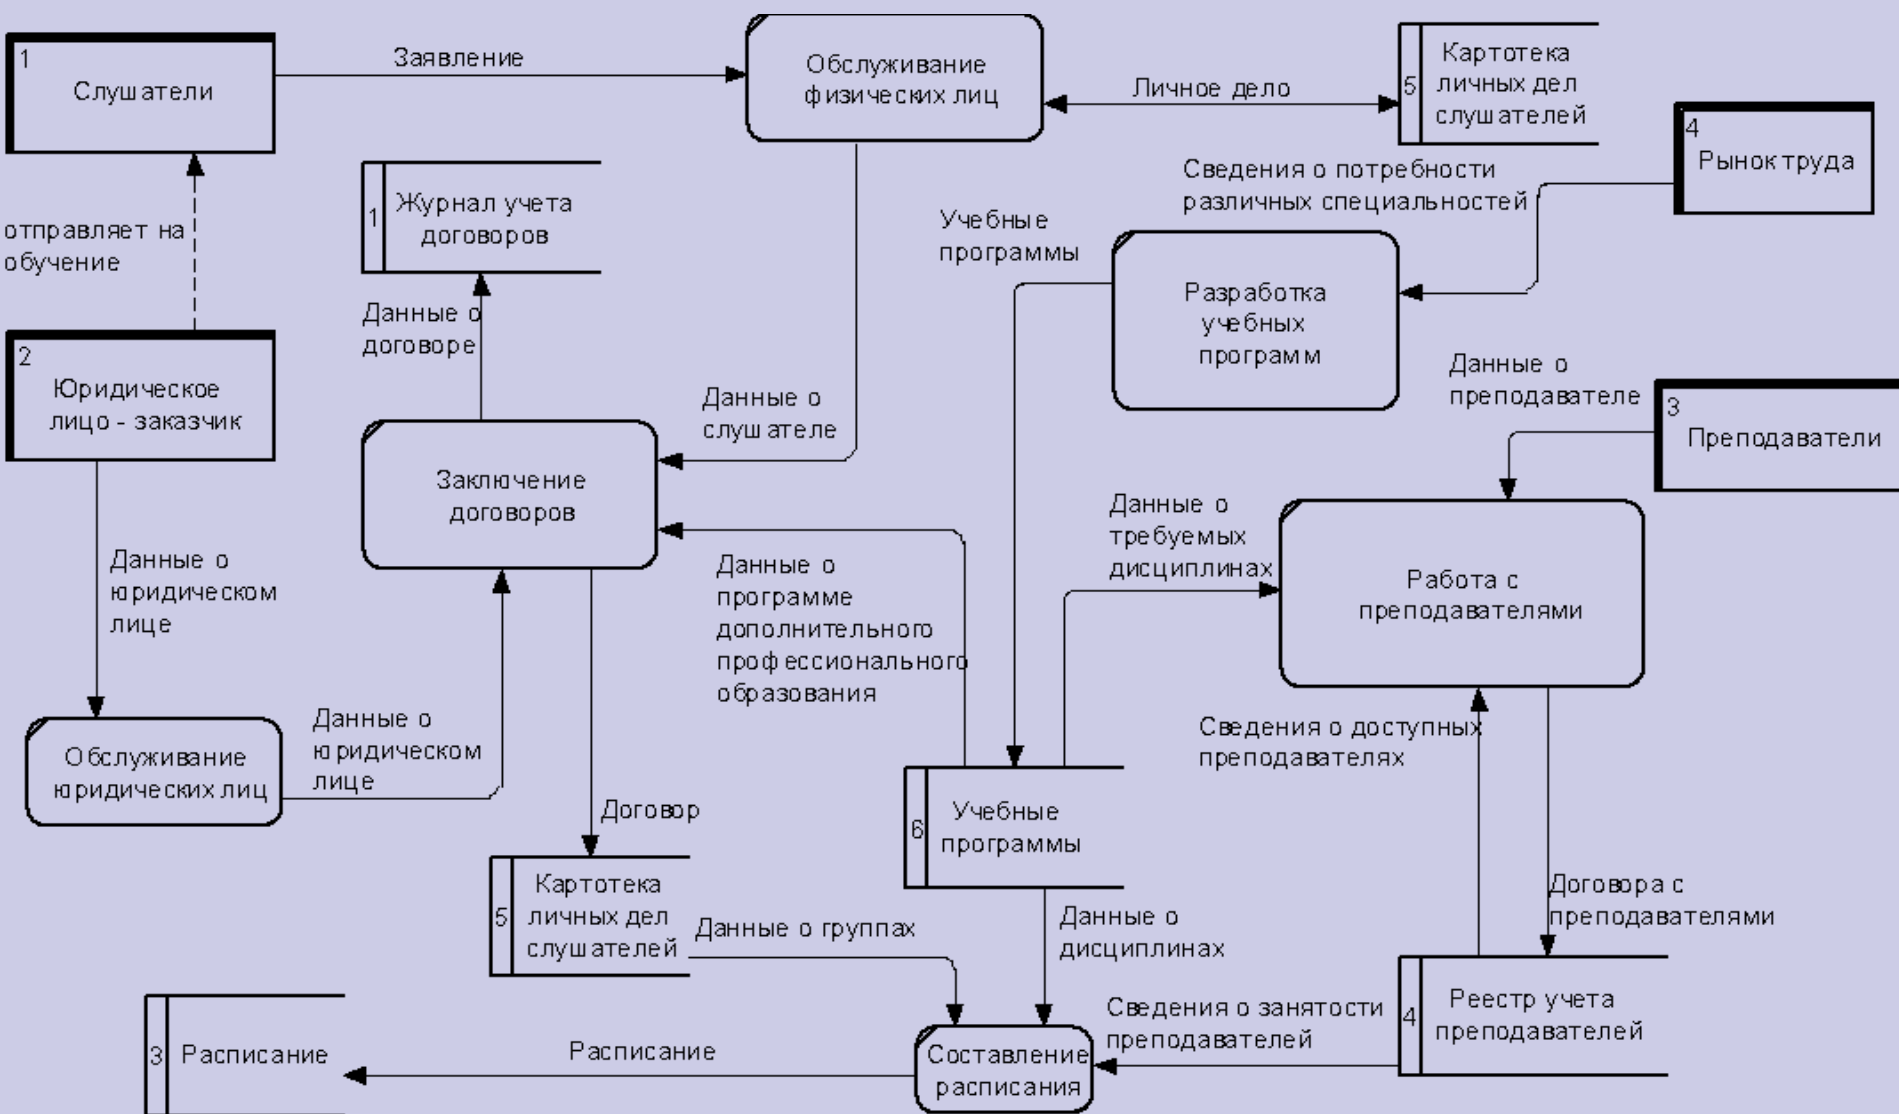 1
Слушатели
Заявление
Обслуживание
физических лиц
Личное дело
5
Картотека
личных дел
слушателей
4
Рынок труда
Сведения о потребности
различных специальностей
1
Журнал учета
договоров
отправляет на
обучение
Учебные
программы
Разработка
учебных
программ
Данные о
договоре
2
Юридическое
лицо - заказчик
Данные о
слушателе
Данные о
преподавателе
3
Преподаватели
Заключение
договоров
Данные о
требуемых
дисциплинах
Работа с
преподавателями
Данные о
юридическом
лице
Данные о
программе
дополнительного
профессионального
образования
Обслуживание
юридических лиц
Данные о
юридическом
лице
Сведения о доступных
преподавателях
Договор
6
Учебные
программы
5
Картотека
личных дел
слушателей
Данные о группах
Данные о
дисциплинах
Договора с
преподавателями
3
Расписание
Расписание
Составление
расписания
Сведения о занятости
преподавателей
4
Реестр учета
преподавателей